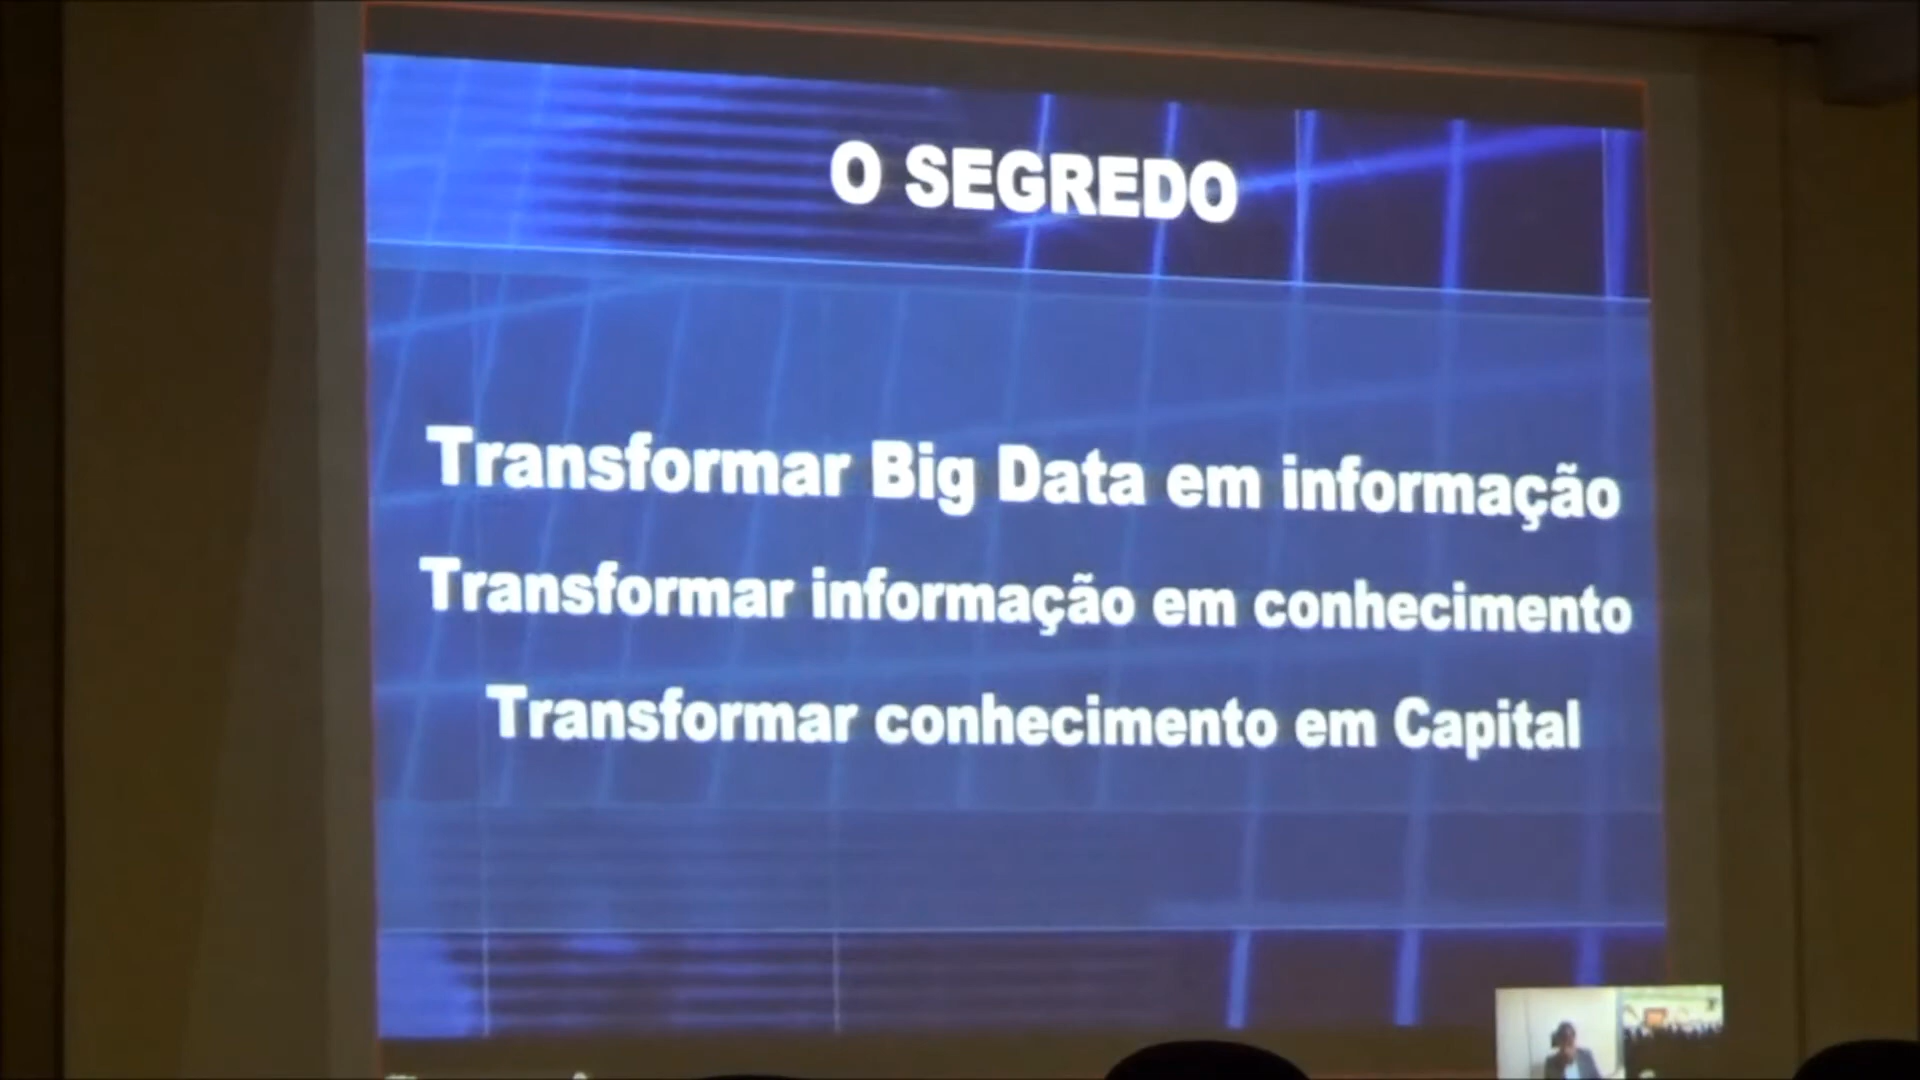 O SEGREDO
Transformar Big Data em informação
Transformar informação em conhecimento
Transformar conhecimento em Capital